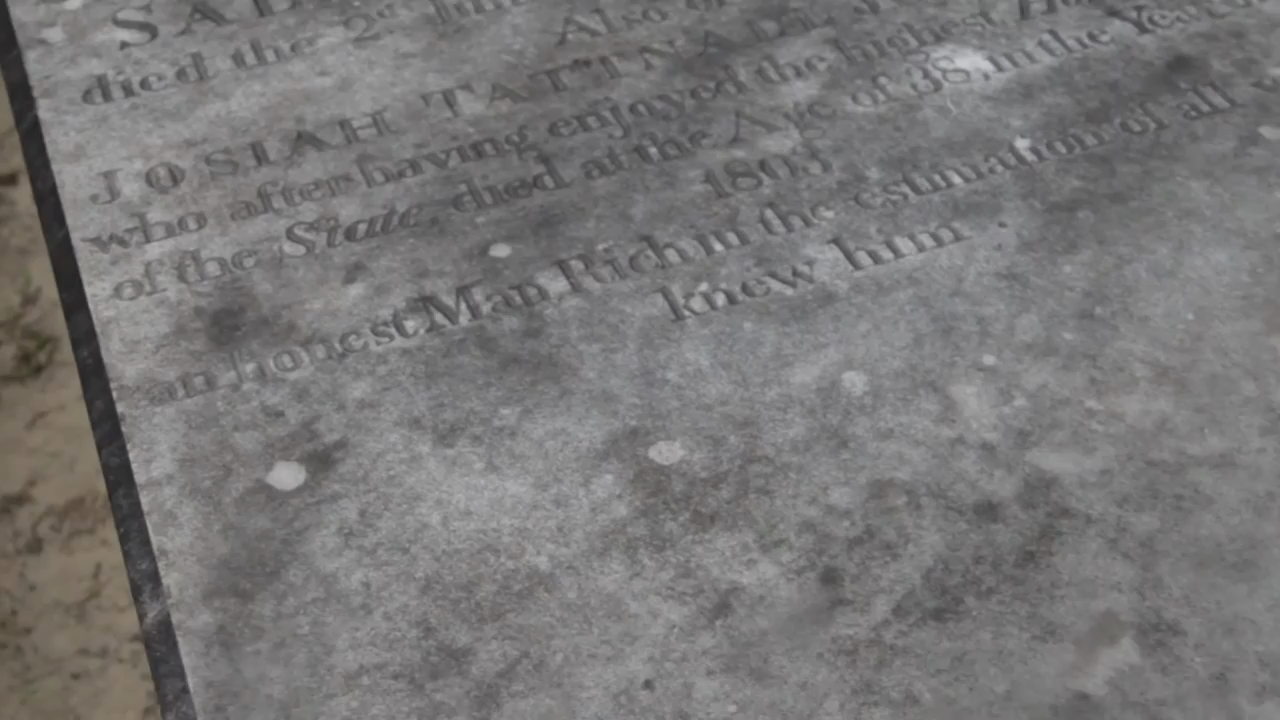 died the 2d
Also of
JOSIAH TATTNALL
who after having enjoyed the highest
of the State, died at the Age of 38, in the Year
1803
an honest Man, Rich in the estimation of all
knew him.